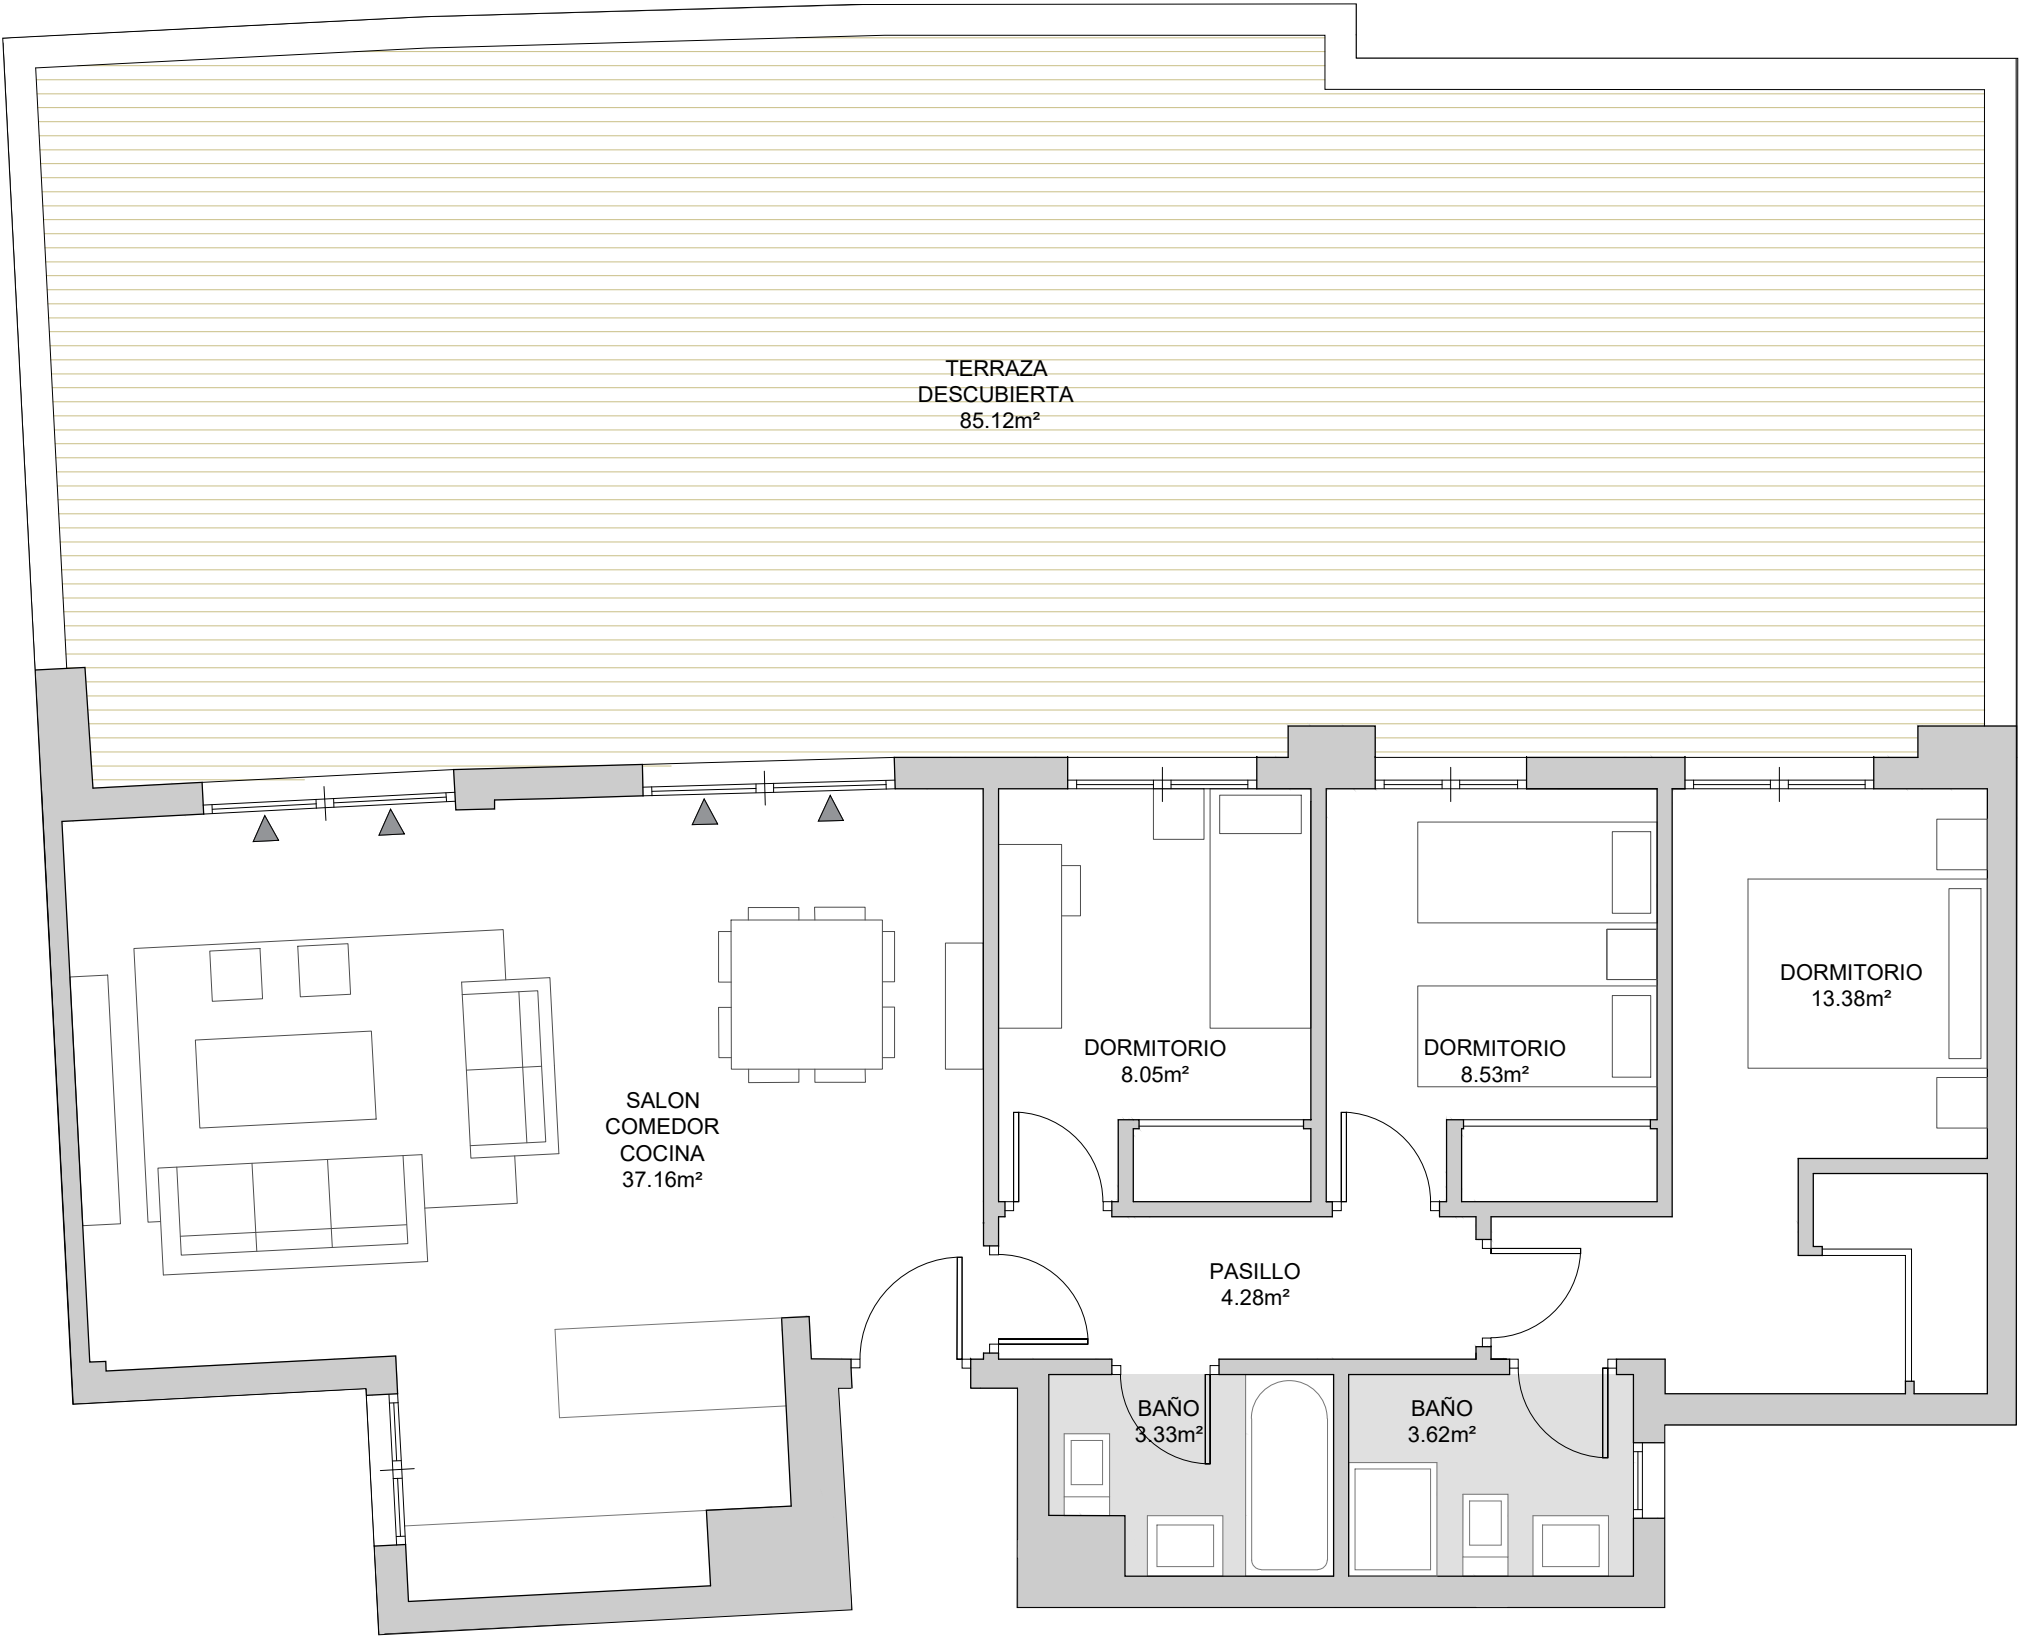 TERRAZA
DESCUBIERTA
85.12m²
DORMITORIO
13.38m²
DORMITORIO
8.05m²
DORMITORIO
8.53m²
SALON
COMEDOR
COCINA
37.16m²
PASILLO
4.28m²
BAÑO
3.33m²
BAÑO
3.62m²